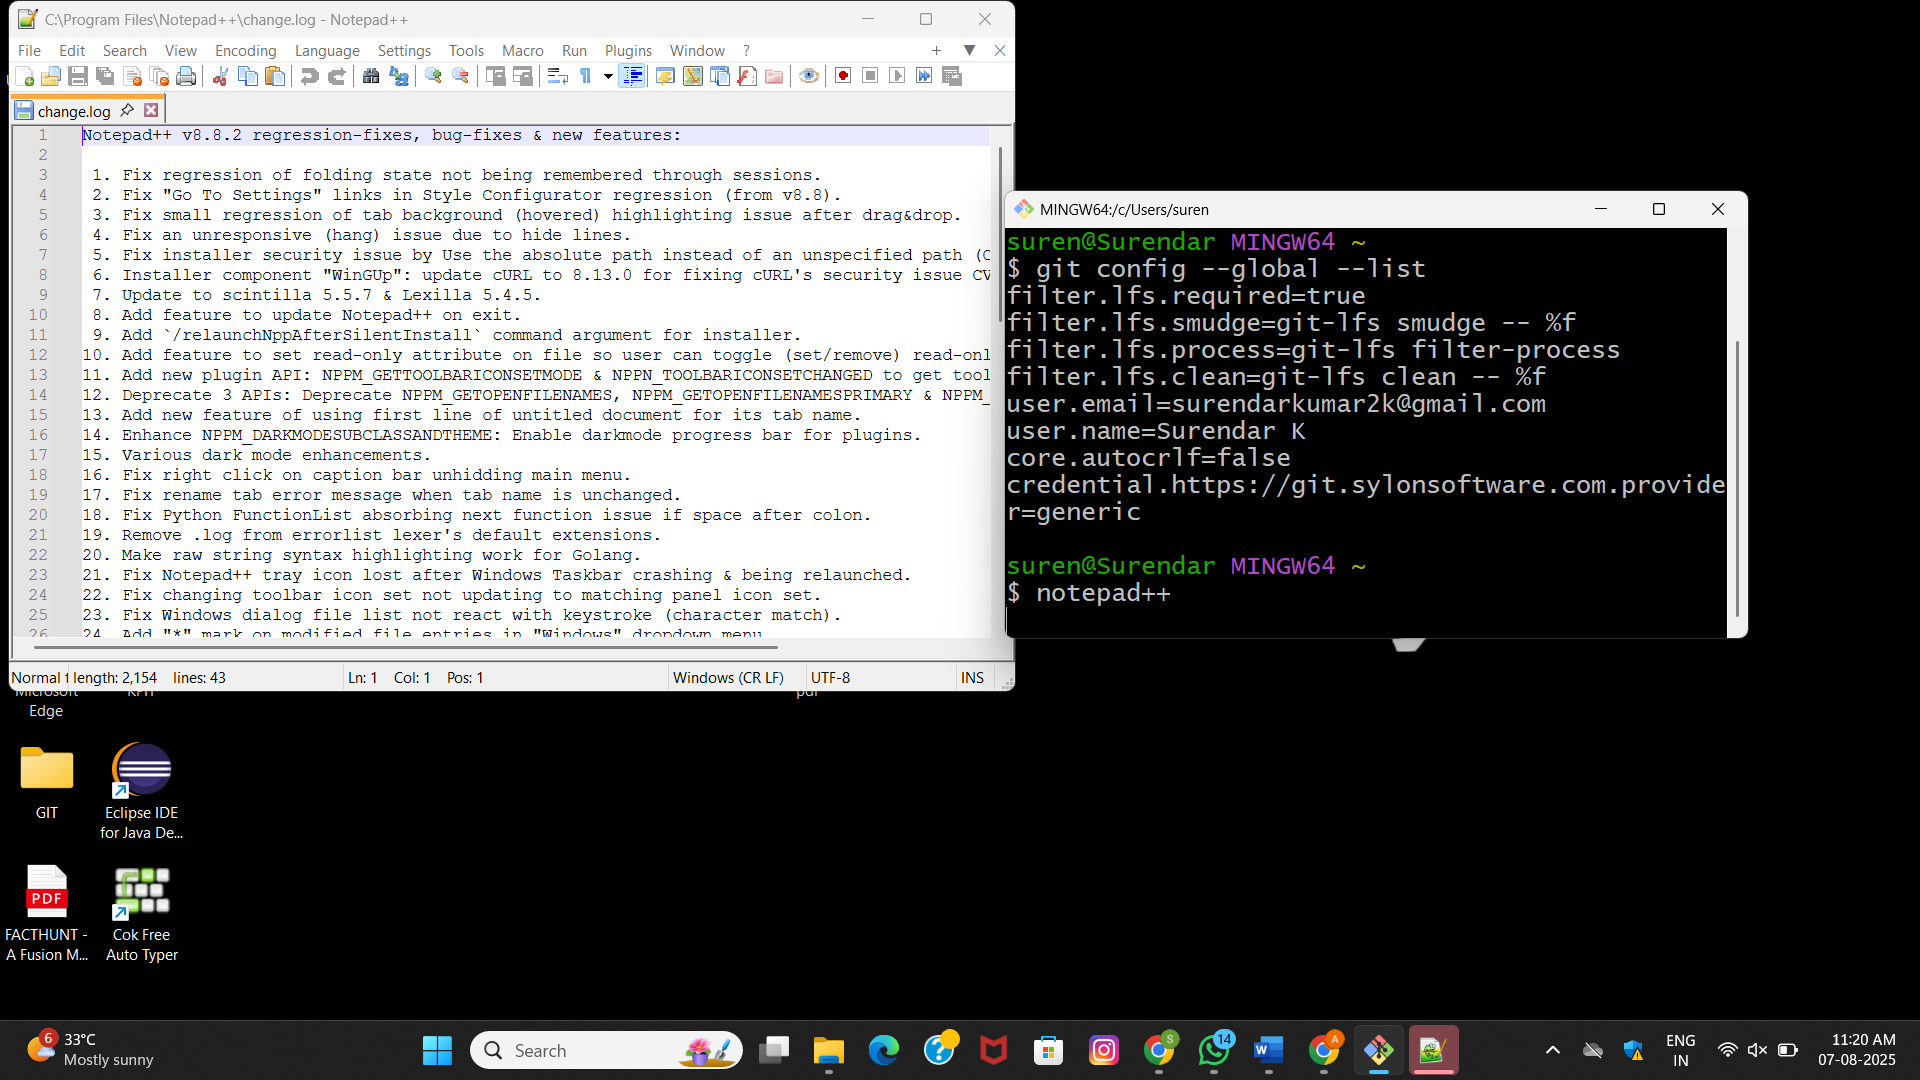 C:\Program Files\Notepad++\change.log - Notepad++
File Edit Search View Encoding Language Settings Tools Macro Run Plugins Window ?
change.log
1 Notepad++ v8.8.2 regression-fixes, bug-fixes & new features:
2
3 1. Fix regression of folding state not being remembered through sessions.
4 2. Fix "Go To Settings" links in Style Configurator regression (from v8.8).
5 3. Fix small regression of tab background (hovered) highlighting issue after drag&drop.
6 4. Fix an unresponsive (hang) issue due to hide lines.
7 5. Fix installer security issue by Use the absolute path instead of an unspecified path (C
8 6. Installer component "WinGUp": update cURL to 8.13.0 for fixing cURL's security issue CV
9 7. Update to scintilla 5.5.7 & Lexilla 5.4.5.
10 8. Add feature to update Notepad++ on exit.
11 9. Add `/relaunchNppAfterSilentInstall` command argument for installer.
12 10. Add feature to set read-only attribute on file so user can toggle (set/remove) read-onl
13 11. Add new plugin API: NPPM_GETTOOLBARICONSETMODE & NPPN_TOOLBARICONSETCHANGED to get tool
14 12. Deprecate 3 APIs: Deprecate NPPM_GETOPENFILENAMES, NPPM_GETOPENFILENAMESPRIMARY & NPPM_
15 13. Add new feature of using first line of untitled document for its tab name.
16 14. Enhance NPPM_DARKMODESUBCLASSANDTHEME: Enable darkmode progress bar for plugins.
17 15. Various dark mode enhancements.
18 16. Fix right click on caption bar unhidding main menu.
19 17. Fix rename tab error message when tab name is unchanged.
20 18. Fix Python FunctionList absorbing next function issue if space after colon.
21 19. Remove .log from errorlist lexer's default extensions.
22 20. Make raw string syntax highlighting work for Golang.
23 21. Fix Notepad++ tray icon lost after Windows Taskbar crashing & being relaunched.
24 22. Fix changing toolbar icon set not updating to matching panel icon set.
25 23. Fix Windows dialog file list not react with keystroke (character match).
26 24. Add "*" mark on modified file entries in "Windows" dropdown menu
Normal t length: 2,154 lines: 43 Ln: 1 Col: 1 Pos: 1 Windows (CR LF) UTF-8 INS
MINGW64:/c/Users/suren
suren@Surendar MINGW64 ~
$ git config --global --list
filter.lfs.required=true
filter.lfs.smudge=git-lfs smudge -- %f
filter.lfs.process=git-lfs filter-process
filter.lfs.clean=git-lfs clean -- %f
user.email=surendarkumar2k@gmail.com
user.name=Surendar K
core.autocrlf=false
credential.https://git.sylonsoftware.com.provide
r=generic
suren@Surendar MINGW64 ~
$ notepad++
Microsoft
Edge
pdf
GIT
Eclipse IDE
for Java De...
PDF
FACTHUNT -
A Fusion M...
Cok Free
Auto Typer
6
33°C
Mostly sunny
Search
S
14
A
ENG
IN
11:20 AM
07-08-2025